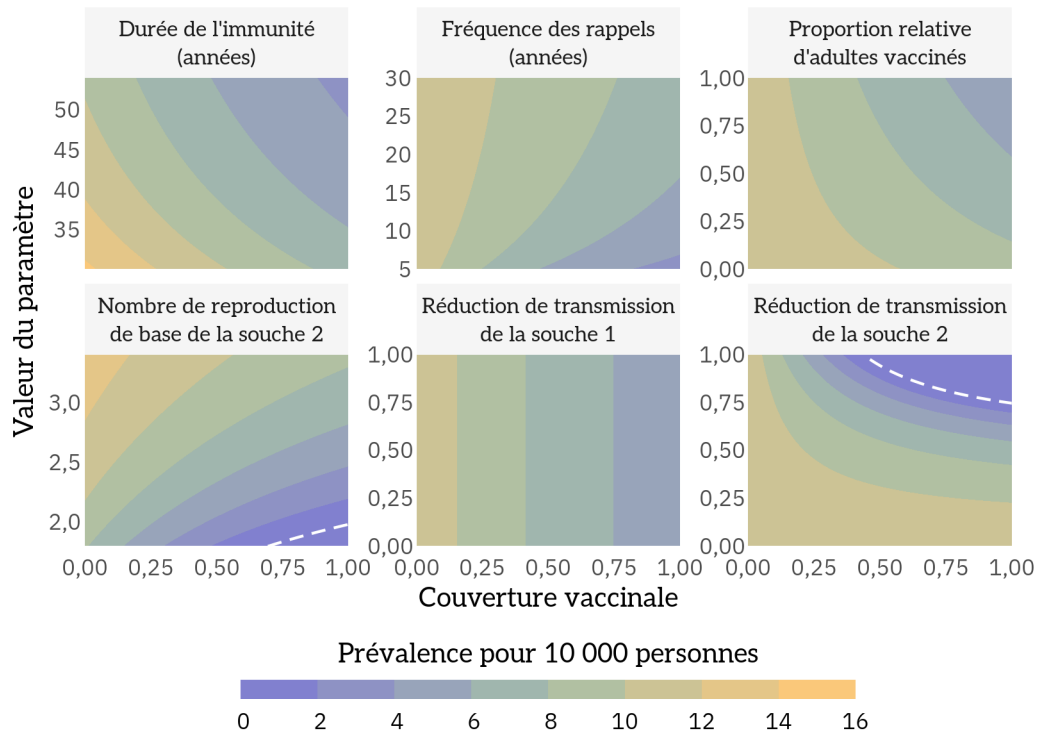 Durée de l'immunité
(années)
Fréquence des rappels
(années)
Proportion relative
d'adultes vaccinés
50
45
40
35
30
25
20
15
10
5
1,00
0,75
0,50
0,25
0,00
Valeur du paramètre
Nombre de reproduction
de base de la souche 2
Réduction de transmission
de la souche 1
Réduction de transmission
de la souche 2
3,0
2,5
2,0
1,00
0,75
0,50
0,25
0,00
1,00
0,75
0,50
0,25
0,00
0,00 0,25 0,50 0,75 1,00
0,00 0,25 0,50 0,75 1,00
0,00 0,25 0,50 0,75 1,00
Couverture vaccinale
Prévalence pour 10 000 personnes
0 2 4 6 8 10 12 14 16